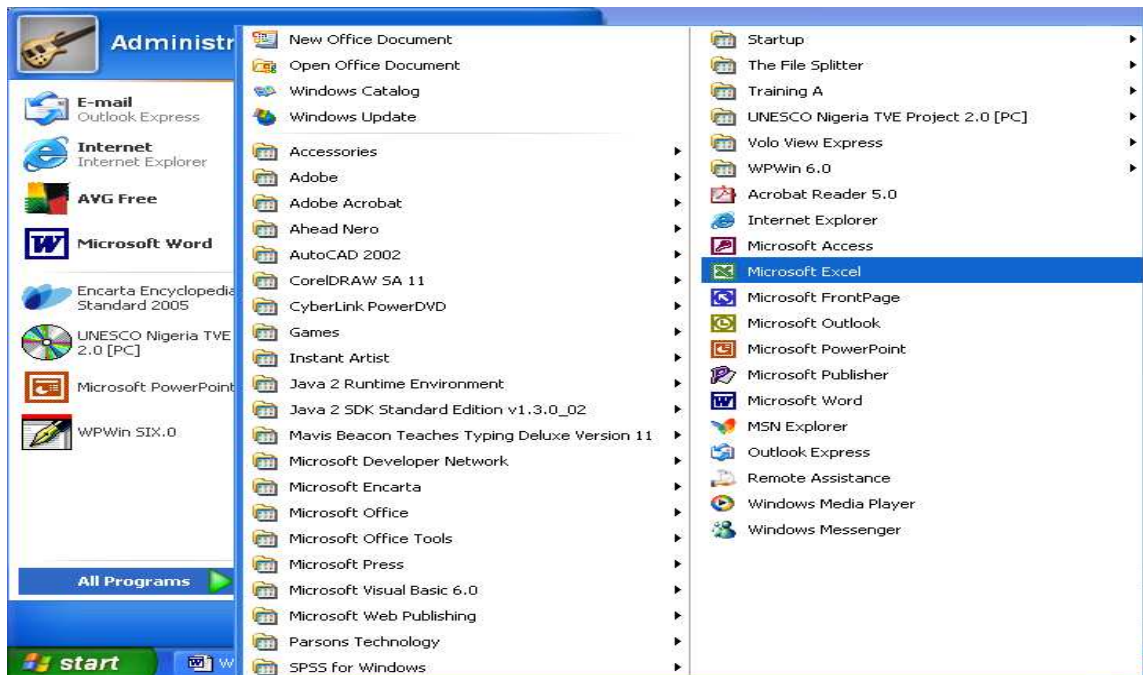 Administr
E-mail
Outlook Express
Internet
Internet Explorer
AVG Free
Microsoft Word
Encarta Encyclopedia
Standard 2005
UNESCO Nigeria TVE
2.0 [PC]
Microsoft PowerPoint
WPWin SIX.0
All Programs
start
W
New Office Document
Open Office Document
Windows Catalog
Windows Update
Accessories
Adobe
Adobe Acrobat
Ahead Nero
AutoCAD 2002
CorelDRAW SA 11
CyberLink PowerDVD
Games
Instant Artist
Java 2 Runtime Environment
Java 2 SDK Standard Edition v1.3.0_02
Mavis Beacon Teaches Typing Deluxe Version 11
Microsoft Developer Network
Microsoft Encarta
Microsoft Office
Microsoft Office Tools
Microsoft Press
Microsoft Visual Basic 6.0
Microsoft Web Publishing
Parsons Technology
SPSS for Windows
Startup
The File Splitter
Training A
UNESCO Nigeria TVE Project 2.0 [PC]
Volo View Express
WPWin 6.0
Acrobat Reader 5.0
Internet Explorer
Microsoft Access
Microsoft Excel
Microsoft FrontPage
Microsoft Outlook
Microsoft PowerPoint
Microsoft Publisher
Microsoft Word
MSN Explorer
Outlook Express
Remote Assistance
Windows Media Player
Windows Messenger